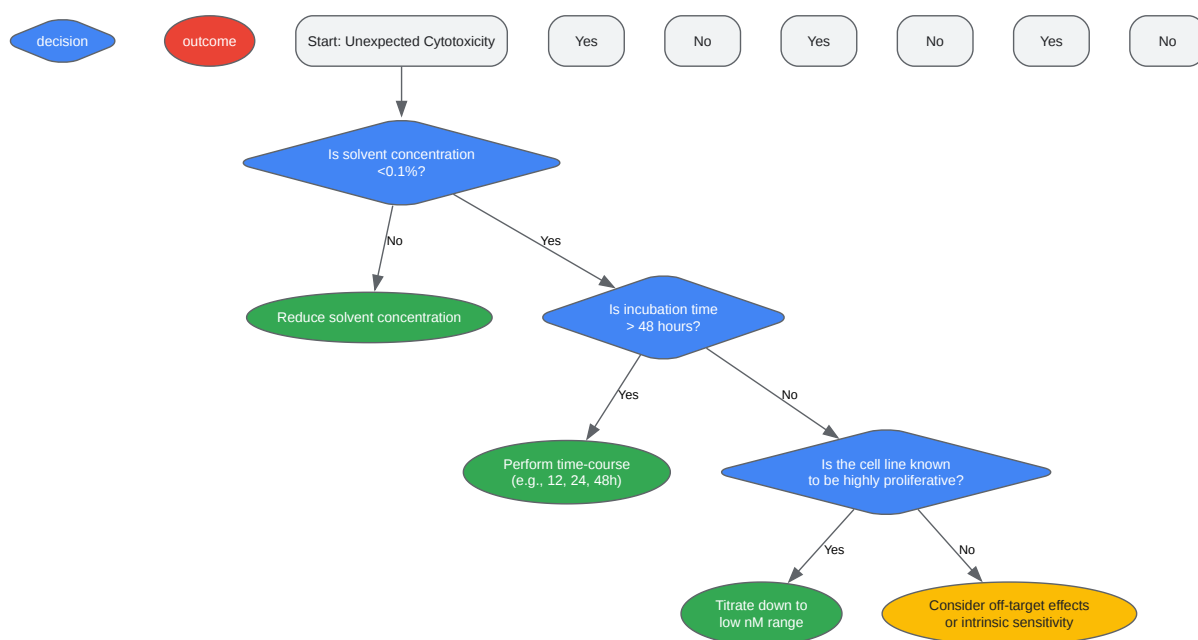 decision
outcome
Start: Unexpected Cytotoxicity
Yes
No
Yes
No
Yes
No
Is solvent concentration
<0.1%?
No
Yes
Reduce solvent concentration
Is incubation time
> 48 hours?
Yes
No
Perform time-course
(e.g., 12, 24, 48h)
Is the cell line known
to be highly proliferative?
Yes
No
Titrate down to
low nM range
Consider off-target effects
or intrinsic sensitivity